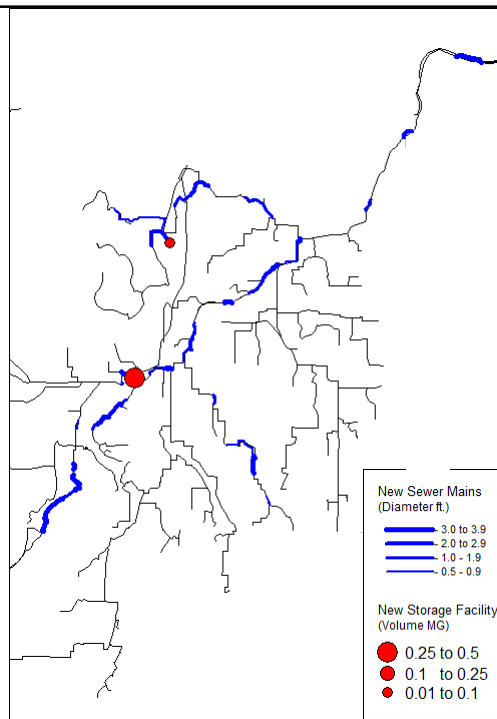 New Sewer Mains
(Diameter ft.)
3.0 to 3.9
2.0 to 2.9
1.0 - 1.9
0.5 - 0.9
New Storage Facility
(Volume MG)
0.25 to 0.5
0.1 to 0.25
0.01 to 0.1